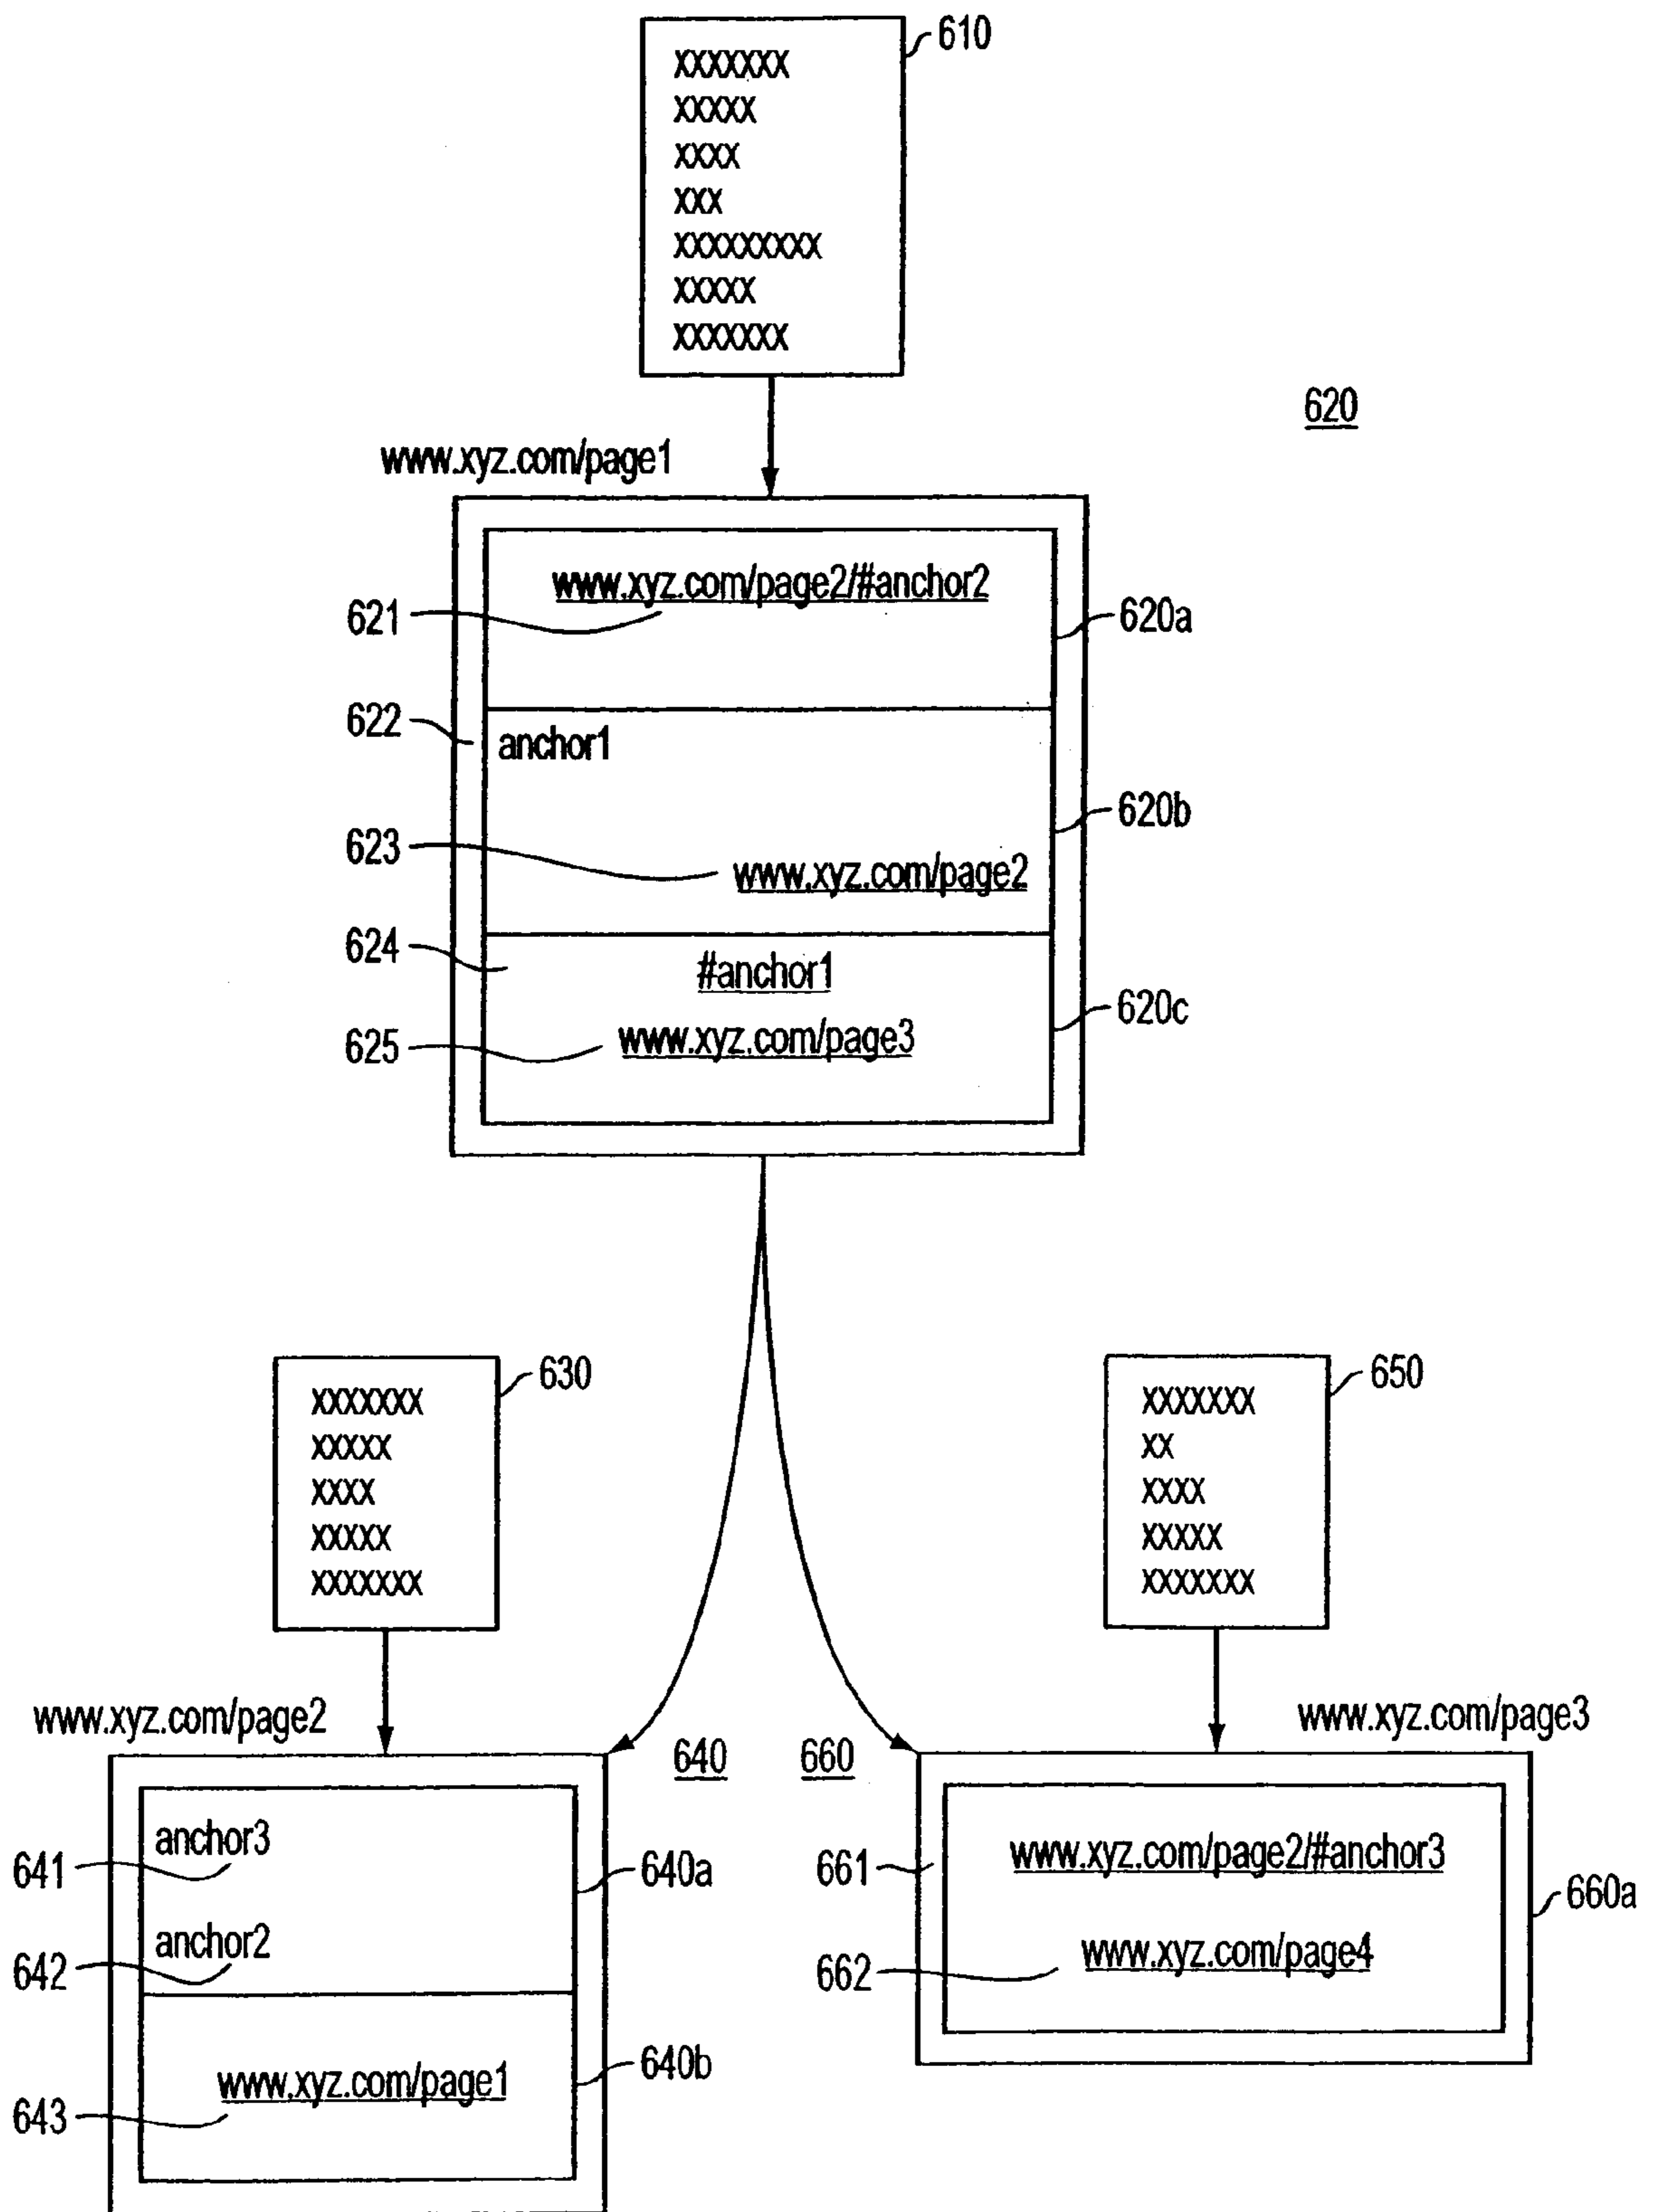 610
XXXXXXX
XXXXX
XXXX
XXX
XXXXXXXXX
XXXXX
XXXXXXX
620
www.xyz.com/page1
www.xyz.com/page2/#anchor2
621
620a
622
anchor1
620b
623
www.xyz.com/page2
624
#anchor1
620c
625
www.xyz.com/page3
630
XXXXXXX
XXXXX
XXXX
XXXXX
XXXXXXX
650
XXXXXXX
XX
XXXX
XXXXX
XXXXXXX
www.xyz.com/page2
www.xyz.com/page3
640
660
anchor3
641
640a
anchor2
642
www.xyz.com/page1
640b
643
www.xyz.com/page2/#anchor3
661
660a
www.xyz.com/page4
662